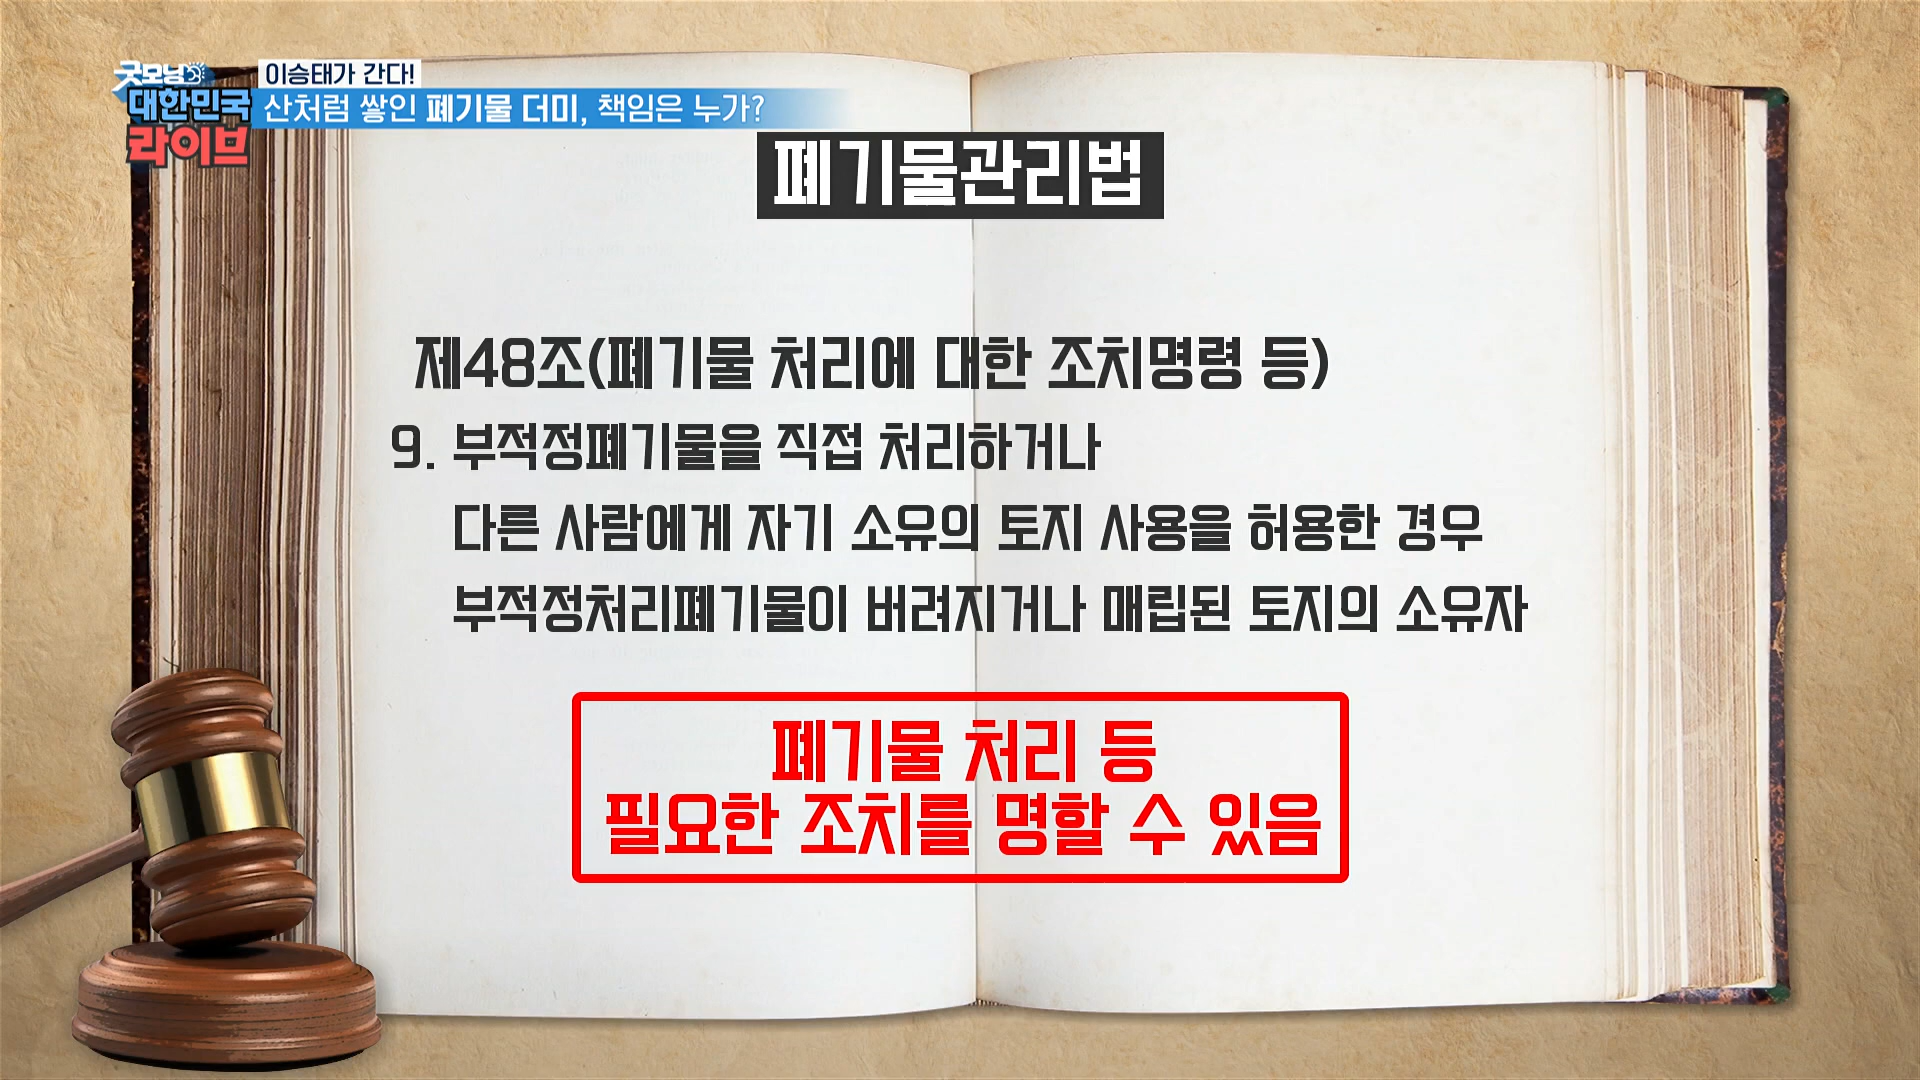 굿모닝
대한민국
라이브
이승태가 간다!
산처럼 쌓인 폐기물 더미, 책임은 누가?
폐기물관리법
제48조(폐기물 처리에 대한 조치명령 등)
9. 부적정폐기물을 직접 처리하거나
다른 사람에게 자기 소유의 토지 사용을 허용한 경우
부적정처리폐기물이 버려지거나 매립된 토지의 소유자
폐기물 처리 등
필요한 조치를 명할 수 있음